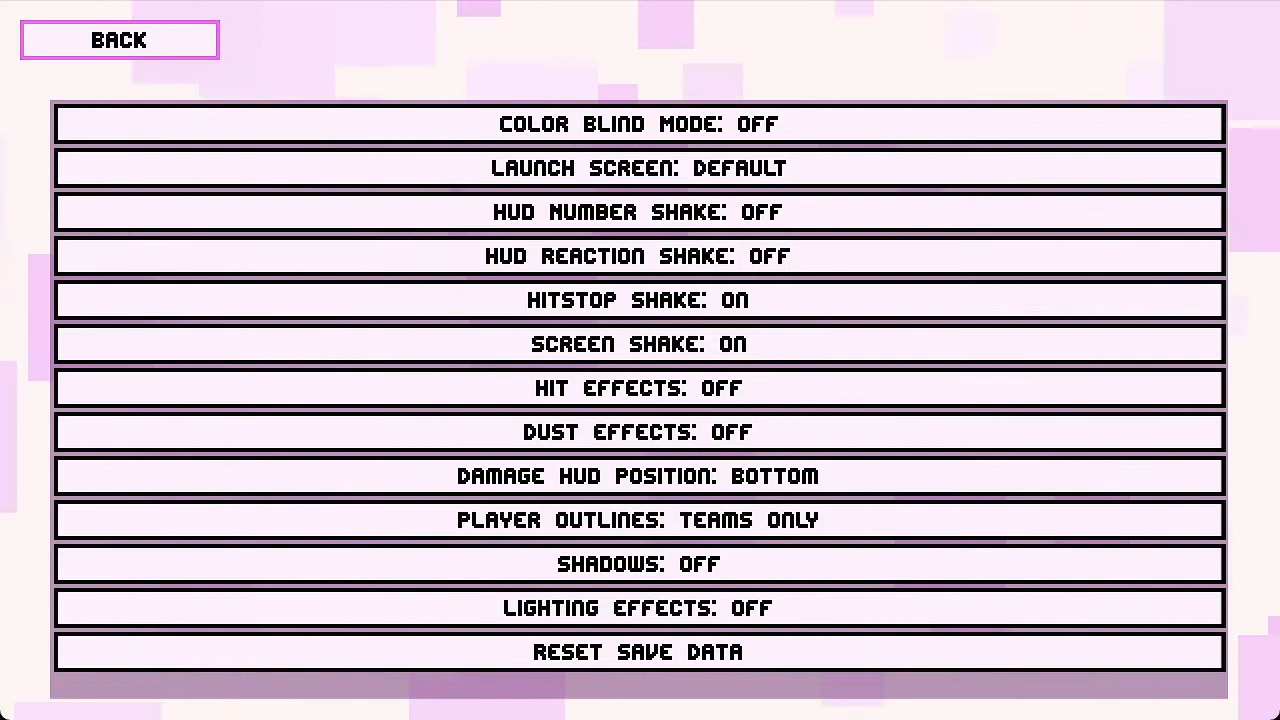 BACK
COLOR BLIND MODE: OFF
LAUNCH SCREEN: DEFAULT
HUD NUMBER SHAKE: OFF
HUD REACTION SHAKE: OFF
HITSTOP SHAKE: ON
SCREEN SHAKE: ON
HIT EFFECTS: OFF
DUST EFFECTS: OFF
DAMAGE HUD POSITION: BOTTOM
PLAYER OUTLINES: TEAMS ONLY
SHADOWS: OFF
LIGHTING EFFECTS: OFF
RESET SAVE DATA